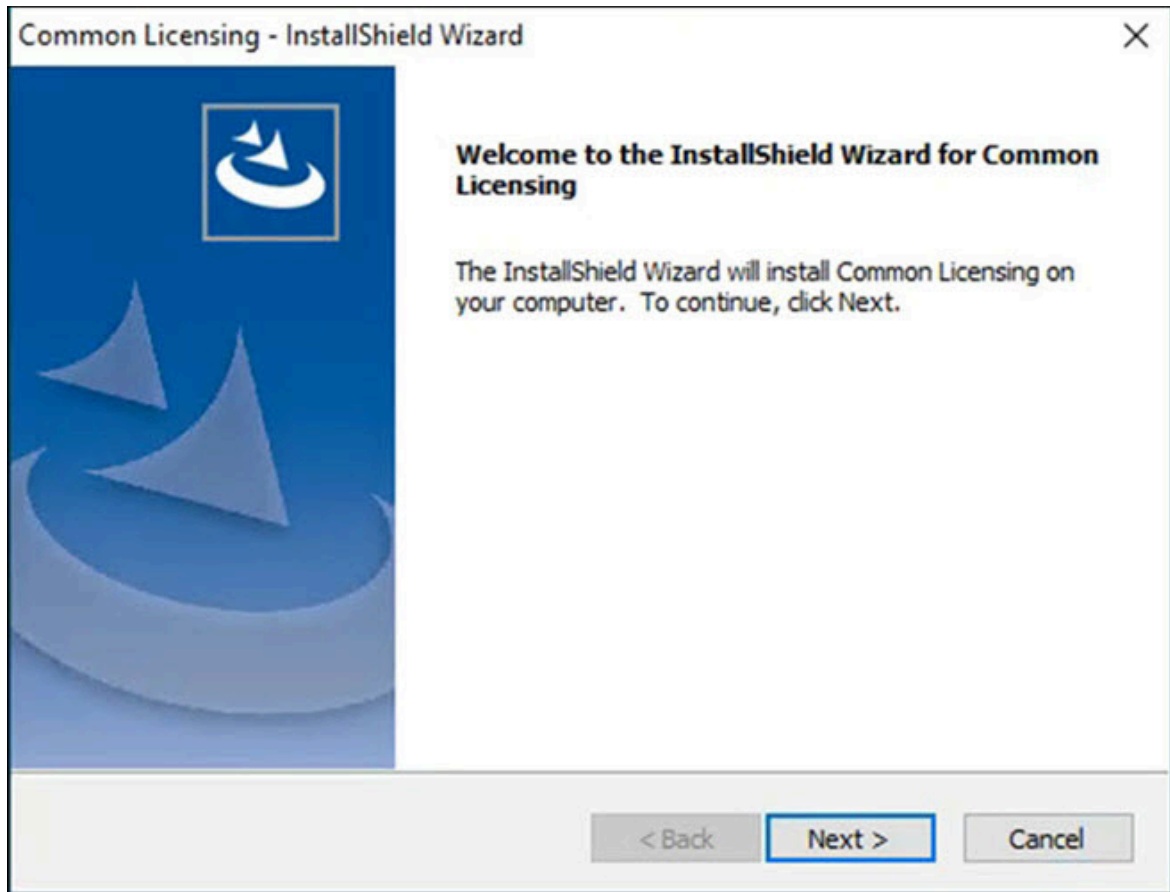 Common Licensing - InstallShield Wizard
Welcome to the InstallShield Wizard for Common
Licensing
The InstallShield Wizard will install Common Licensing on
your computer.  To continue, click Next.
< Back
Next >
Cancel